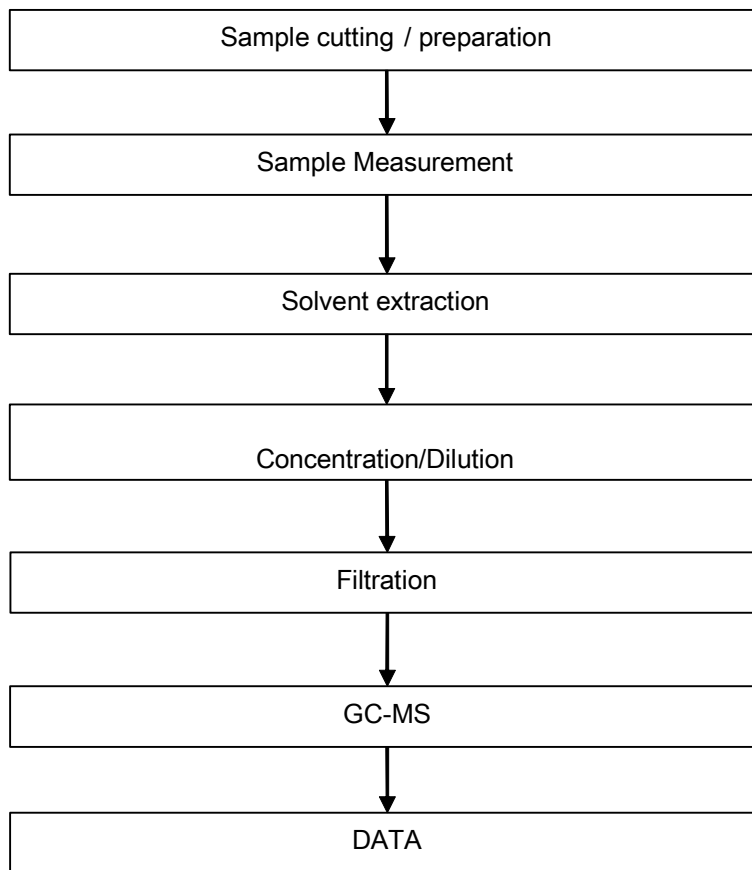 Sample cutting / preparation
Sample Measurement
Solvent extraction
Concentration/Dilution
Filtration
GC-MS
DATA